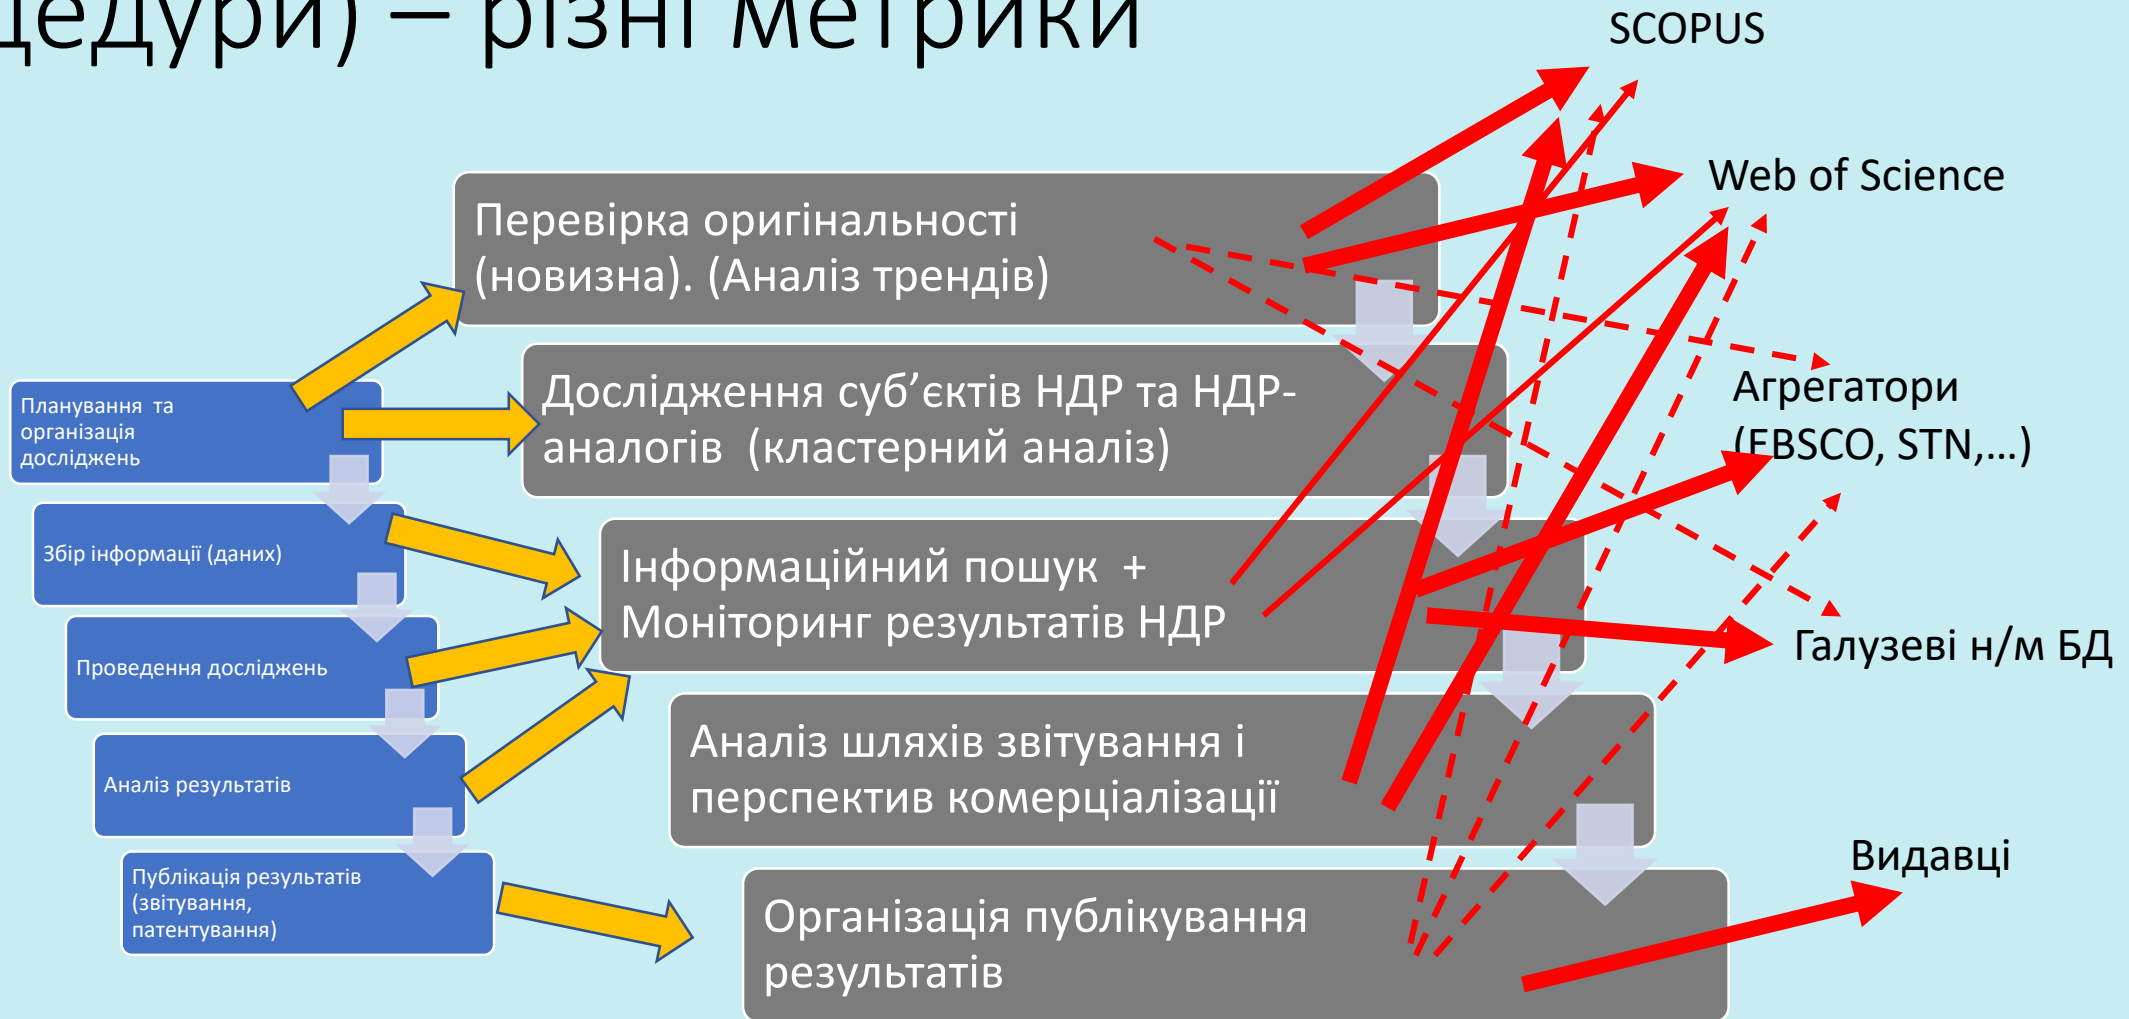 цедури) – різні метрики
SCOPUS
Web of Science
Агрегатори
(EBSCO, STN,...)
Галузеві н/м БД
Видавці
Перевірка оригінальності
(новизна). (Аналіз трендів)
Дослідження суб’єктів НДР та НДР-
аналогів (кластерний аналіз)
Інформаційний пошук +
Моніторинг результатів НДР
Аналіз шляхів звітування і
перспектив комерціалізації
Організація публікування
результатів
Планування та
організація
досліджень
Збір інформації (даних)
Проведення досліджень
Аналіз результатів
Публікація результатів
(звітування,
патентування)